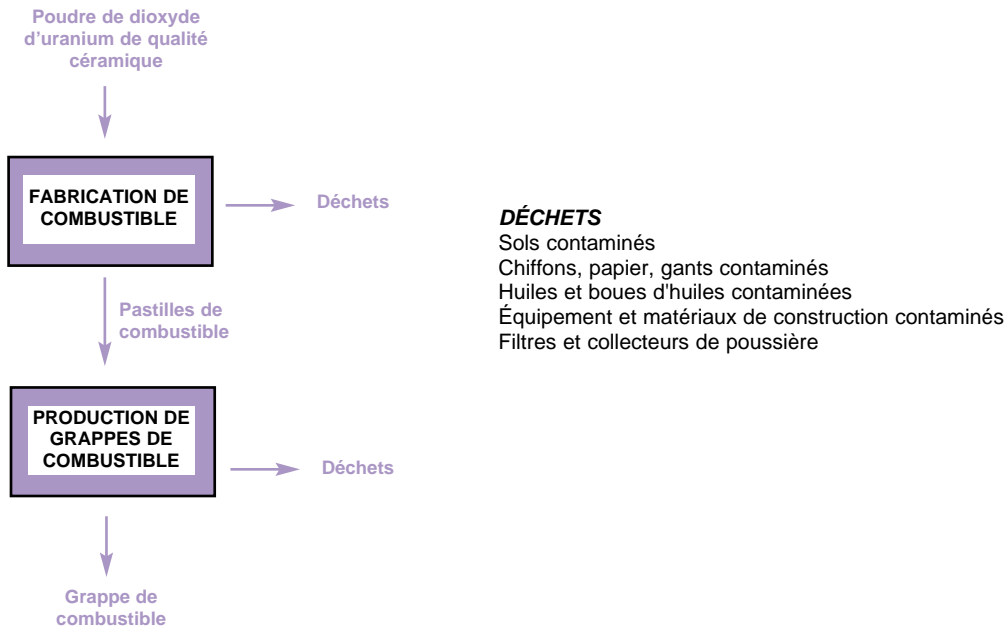 Poudre de dioxyde
d'uranium de qualité
céramique
FABRICATION DE
COMBUSTIBLE
Déchets
Pastilles de
combustible
PRODUCTION DE
GRAPPES DE
COMBUSTIBLE
Déchets
Grappe de
combustible
DÉCHETS
Sols contaminés
Chiffons, papier, gants contaminés
Huiles et boues d'huiles contaminées
Équipement et matériaux de construction contaminés
Filtres et collecteurs de poussière